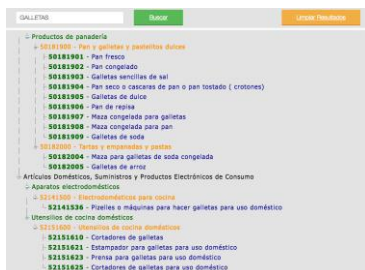 GALLETAS Buscar Limpiar Resultados
Productos de panadería
50181900 - Pan y galletas y pastelitos dulces
50181901 - Pan fresco
50181902 - Pan congelado
50181903 - Galletas sencillas de sal
50181904 - Pan seco o cascaras de pan o pan tostado ( crotones)
50181905 - Galletas de dulce
50181906 - Pan de repisa
50181907 - Maza congelada para galletas
50181908 - Maza congelada para pan
50181909 - Galletas de soda
50182000 - Tartas y empanadas y pastas
50182004 - Maza para galletas de soda congelada
50182005 - Galletas de arroz
Artículos Domésticos, Suministros y Productos Electrónicos de Consumo
Aparatos electrodomésticos
52141500 - Electrodomésticos para cocina
52141536 - Pizelles o máquinas para hacer galletas para uso doméstico
Utensilios de cocina domésticos
52151600 - Utensilios de cocina domésticos
52151610 - Cortadores de galletas
52151621 - Estampador para galletas para uso doméstico
52151623 - Prensa para galletas para uso doméstico
52151625 - Cortadores de galletas para uso doméstico